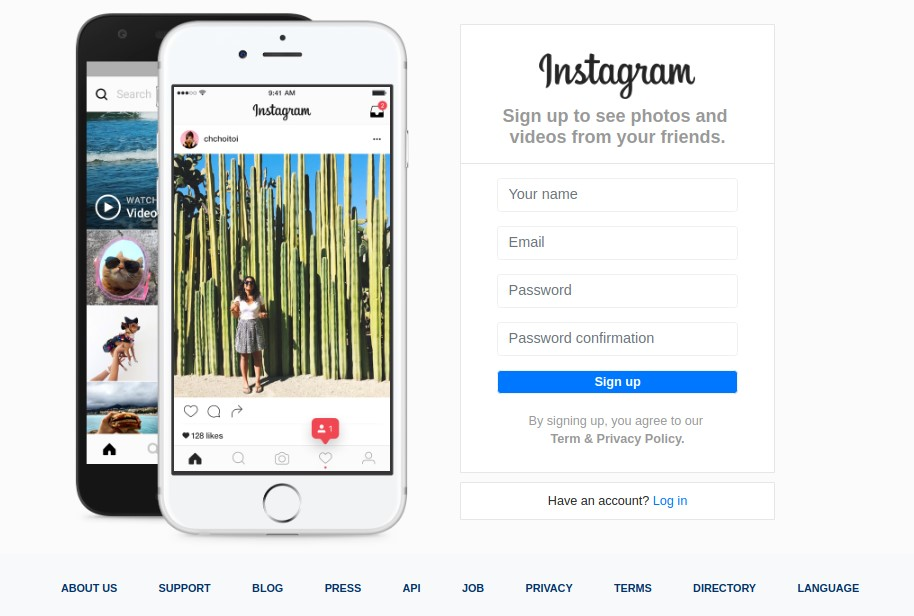 Search
WATCH
Video
9:41 AM
Instagram
2
chchoitoi
128 likes
1
Instagram
Sign up to see photos and
videos from your friends.
Your name
Email
Password
Password confirmation
Sign up
By signing up, you agree to our
Term & Privacy Policy.
Have an account? Log in
ABOUT US SUPPORT BLOG PRESS API JOB PRIVACY TERMS DIRECTORY LANGUAGE